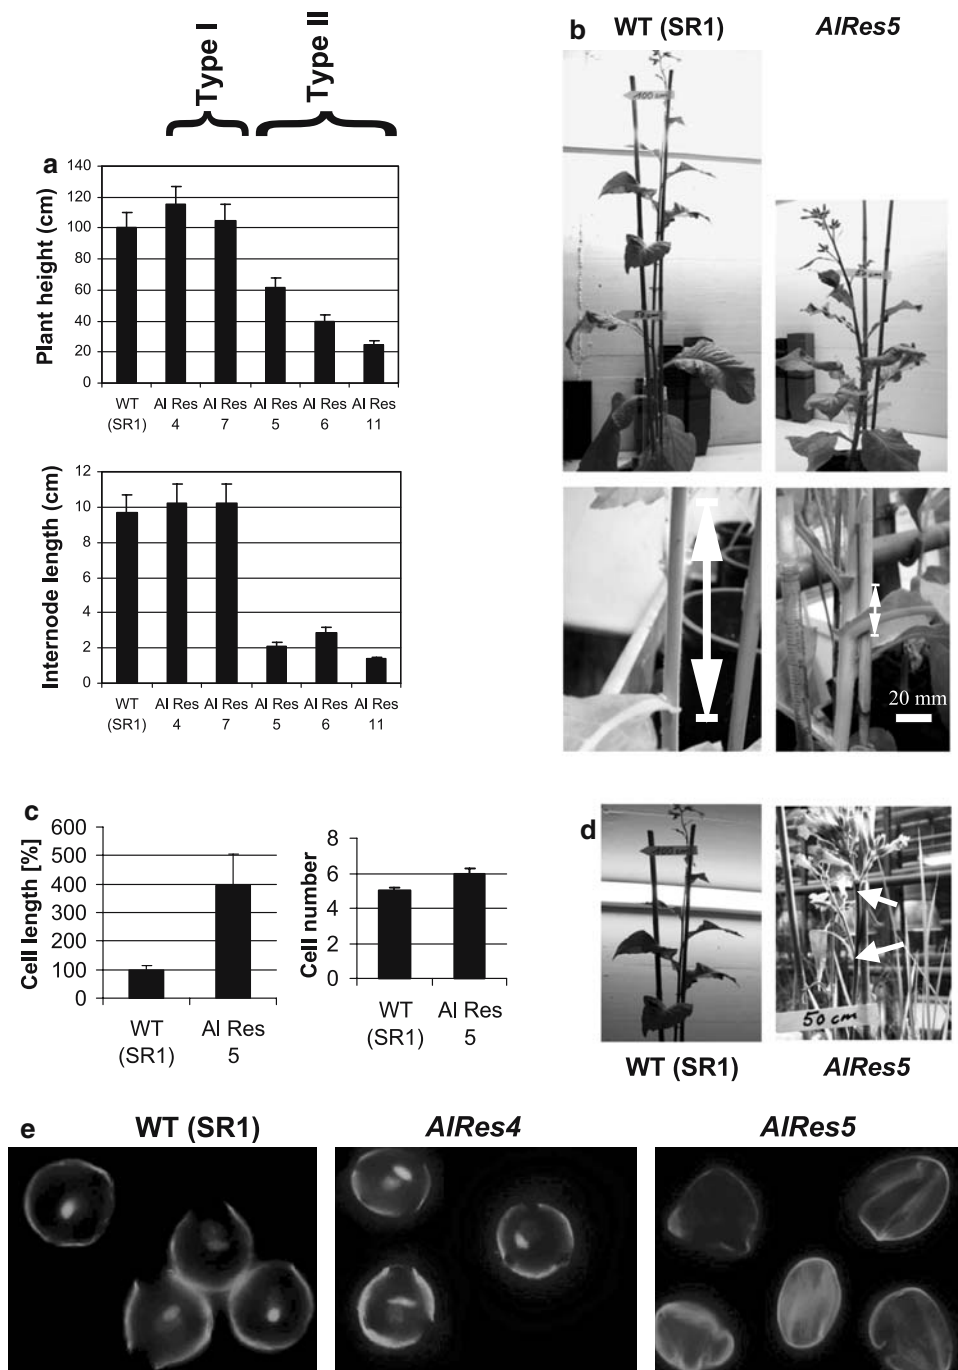 Type I
Type II
a
Plant height (cm)
140
120
100
80
60
40
20
0
WT (SR1)
Al Res 4
Al Res 7
Al Res 5
Al Res 6
Al Res 11
Internode length (cm)
12
10
8
6
4
2
0
WT (SR1)
Al Res 4
Al Res 7
Al Res 5
Al Res 6
Al Res 11
b
WT (SR1)
AlRes5
100 cm
20 mm
c
Cell length [%]
600
500
400
300
200
100
0
WT (SR1)
Al Res 5
Cell number
8
6
4
2
0
WT (SR1)
Al Res 5
d
100 cm
50 cm
WT (SR1)
AlRes5
e
WT (SR1)
AlRes4
AlRes5